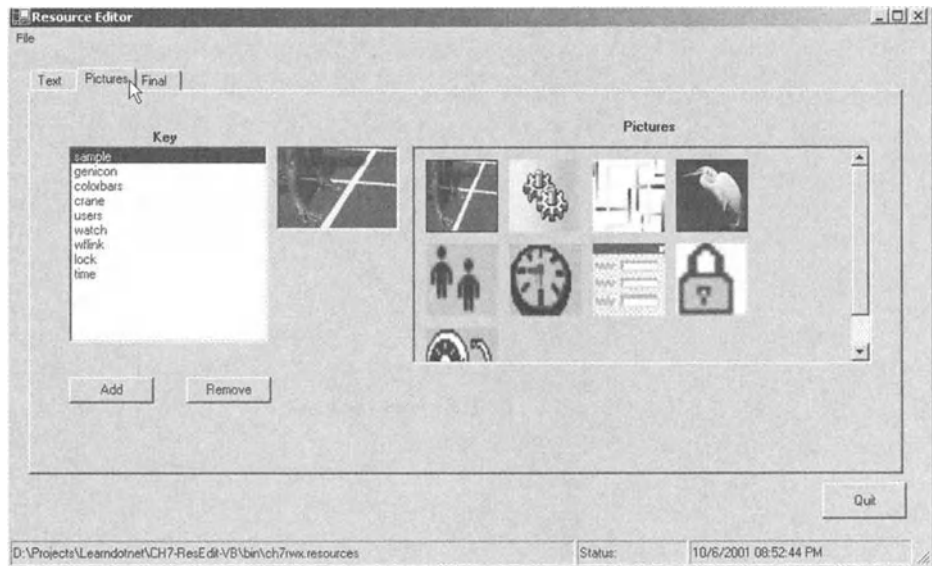 Resource Editor
File
Text Pictures Final
Key
Pictures
sample
genicon
colorbars
crane
users
watch
wflink
lock
time
Add Remove
Quit
D:\Projects\Learndotnet\CH7-ResEdit-VB\bin\ch7rwx.resources Status: 10/6/2001 08:52:44 PM